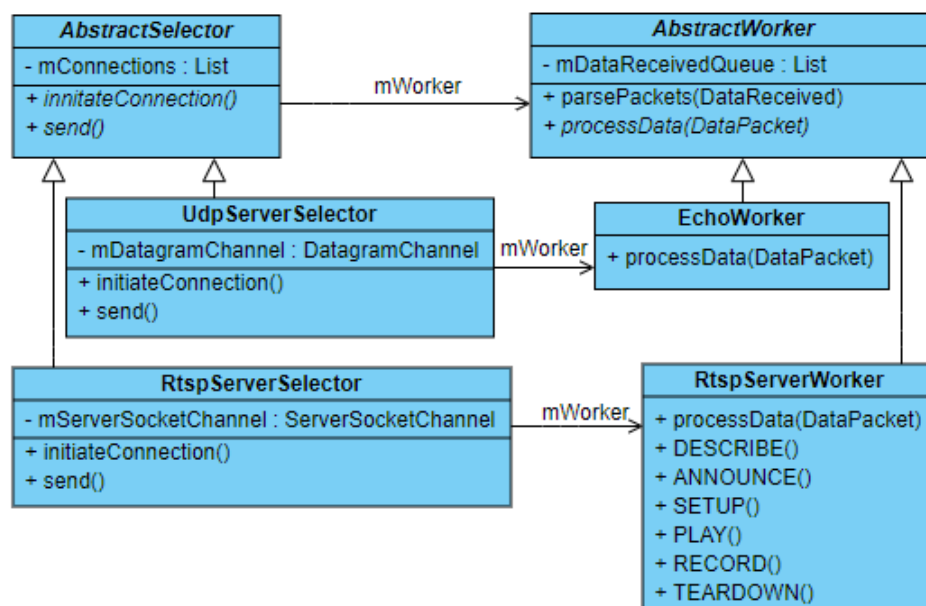 AbstractSelector
- mConnections : List
+ innitateConnection()
+ send()
mWorker
AbstractWorker
- mDataReceivedQueue : List
+ parsePackets(DataReceived)
+ processData(DataPacket)
UdpServerSelector
- mDatagramChannel : DatagramChannel
+ initiateConnection()
+ send()
mWorker
EchoWorker
+ processData(DataPacket)
RtspServerSelector
- mServerSocketChannel : ServerSocketChannel
+ initiateConnection()
+ send()
mWorker
RtspServerWorker
+ processData(DataPacket)
+ DESCRIBE()
+ ANNOUNCE()
+ SETUP()
+ PLAY()
+ RECORD()
+ TEARDOWN()